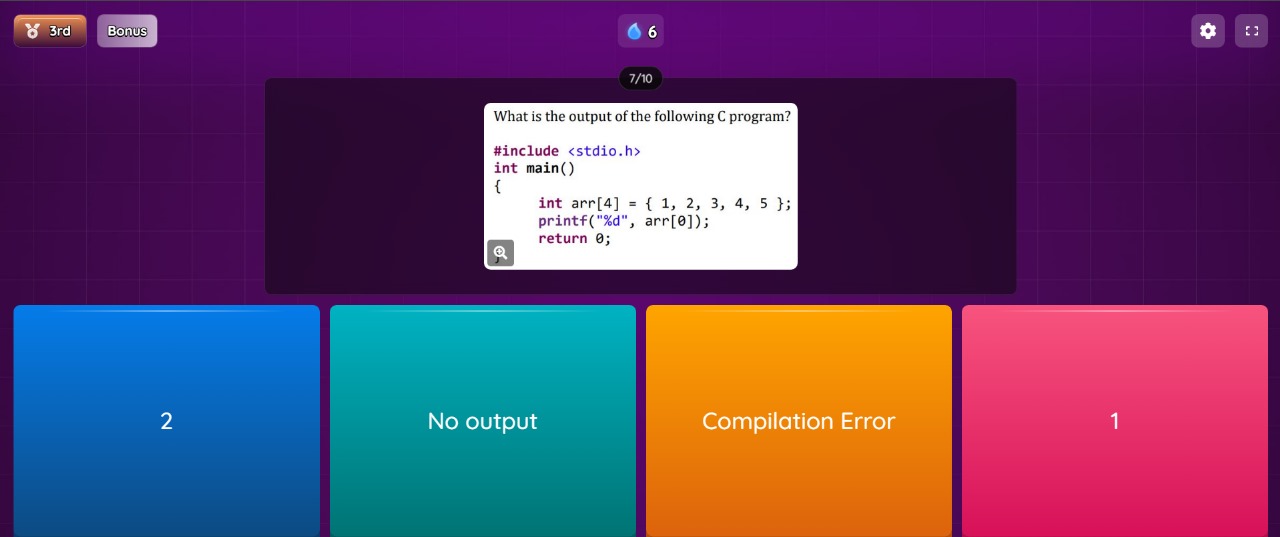 3rd
Bonus
6
7/10
What is the output of the following C program?
#include <stdio.h>
int main()
{
int arr[4] = { 1, 2, 3, 4, 5 };
printf("%d", arr[0]);
return 0;
2
No output
Compilation Error
1